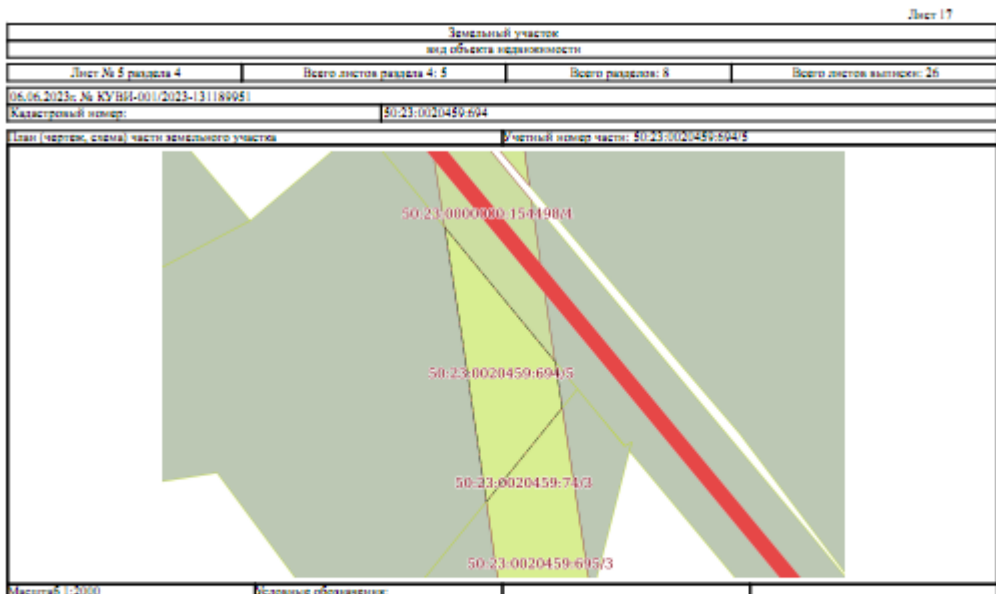 Лист 17
Земельный участок
вид объекта недвижимости
Лист № 5 раздела 4 Всего листов раздела 4: 5 Всего разделов: 8 Всего листов выписки: 26
06.06.2023г. № КУВИ-001/2023-131189951
Кадастровый номер: 50:23:0020459:694
План (чертеж, схема) части земельного участка Учетный номер части: 50:23:0020459:694/5
50:23:0000000:154498/4
50:23:0020459:694/5
50:23:0020459:74/3
50:23:0020459:695/3
Масштаб 1:2000 Условные обозначения: